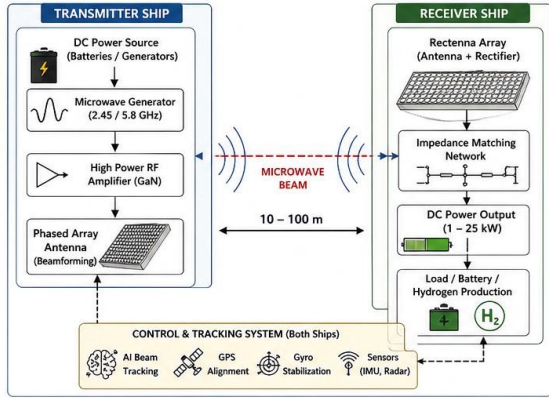 TRANSMITTER SHIP
DC Power Source
(Batteries / Generators)
Microwave Generator
(2.45 / 5.8 GHz)
High Power RF
Amplifier (GaN)
Phased Array
Antenna
(Beamforming)
MICROWAVE
BEAM
10 – 100 m
RECEIVER SHIP
Rectenna Array
(Antenna + Rectifier)
Impedance Matching
Network
DC Power Output
(1 – 25 kW)
Load / Battery /
Hydrogen Production
H₂
CONTROL & TRACKING SYSTEM (Both Ships)
AI Beam
Tracking
GPS
Alignment
Gyro
Stabilization
Sensors
(IMU, Radar)